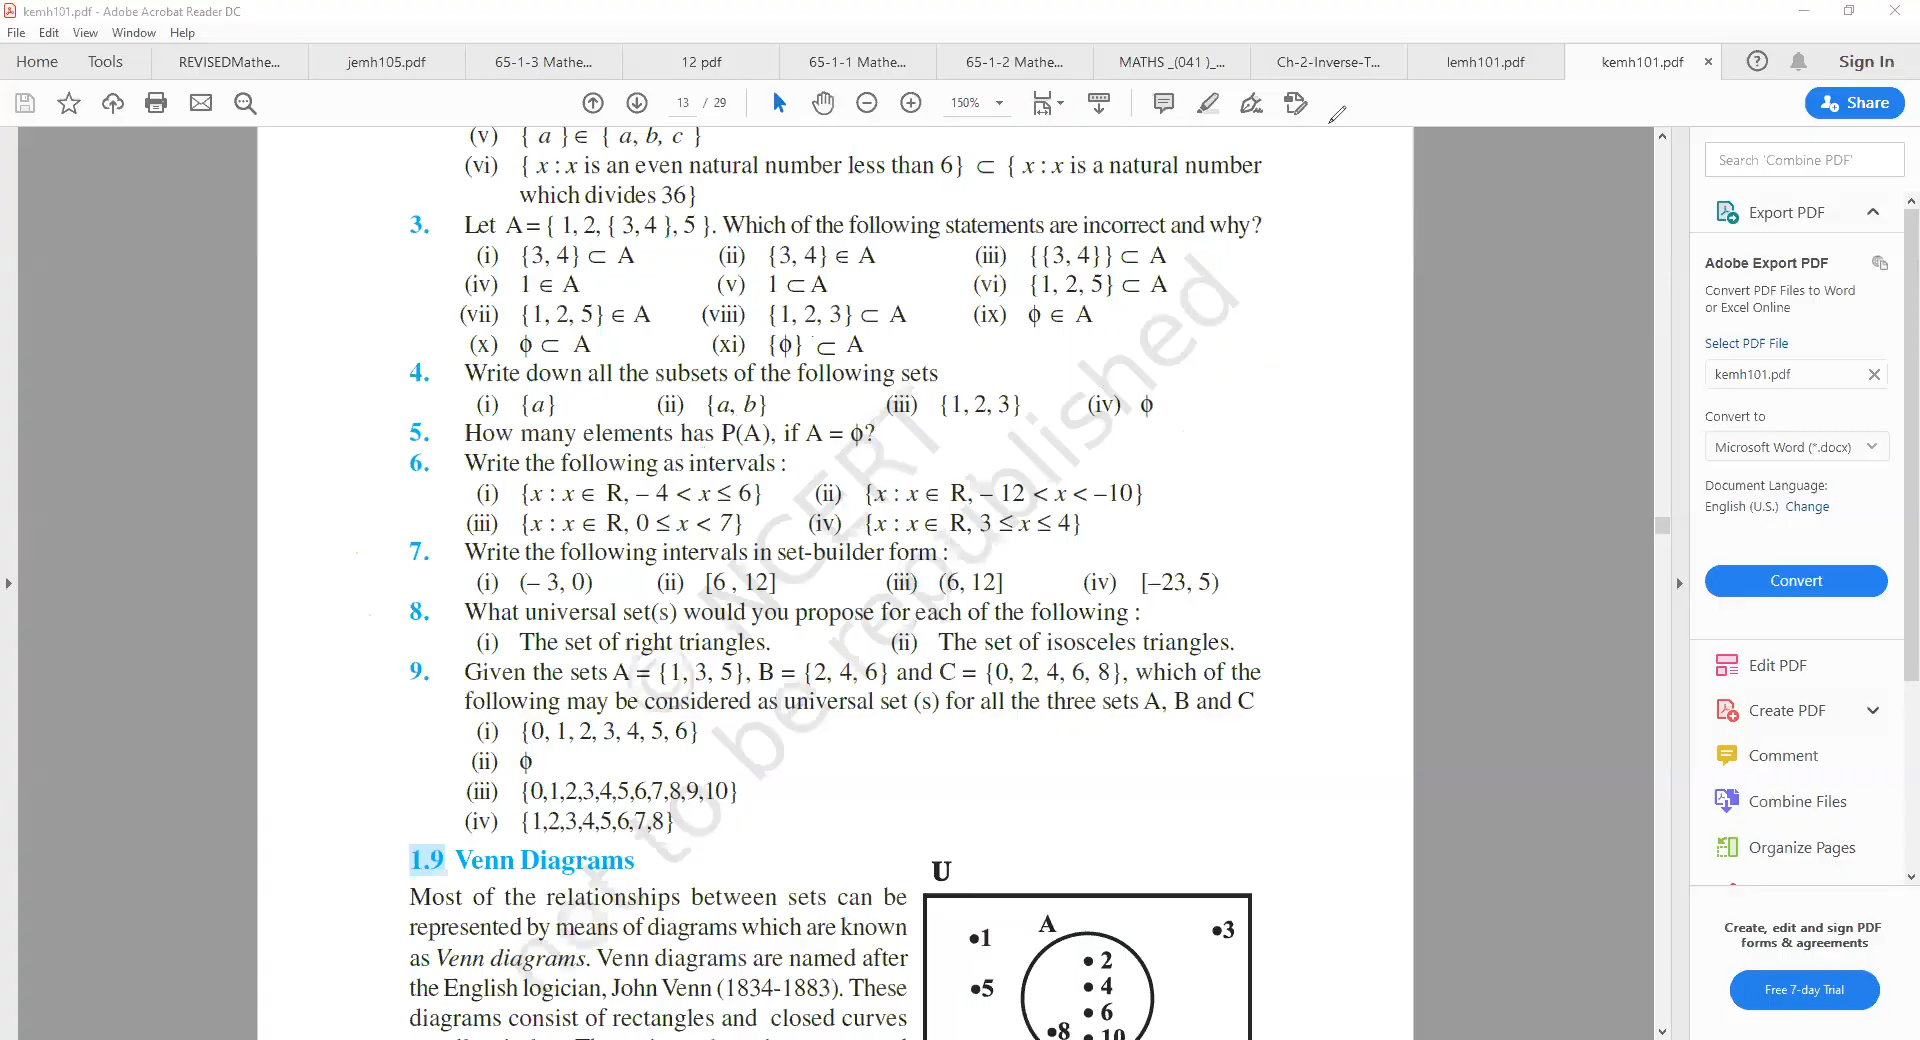 kemh101.pdf - Adobe Acrobat Reader DC
File Edit View Window Help
Home Tools REVISEDMathe... jemh105.pdf 65-1-3 Mathe... 12 pdf 65-1-1 Mathe... 65-1-2 Mathe... MATHS _(041 )_... Ch-2-Inverse-T... lemh101.pdf kemh101.pdf × Sign In
13 / 29 150% Share
(v) { a } ∈ { a, b, c }
(vi) { x : x is an even natural number less than 6} ⊂ { x : x is a natural number
which divides 36}
3. Let A = { 1, 2, { 3, 4 }, 5 }. Which of the following statements are incorrect and why?
(i) {3, 4} ⊂ A (ii) {3, 4} ∈ A (iii) {{3, 4}} ⊂ A
(iv) 1 ∈ A (v) 1 ⊂ A (vi) {1, 2, 5} ⊂ A
(vii) {1, 2, 5} ∈ A (viii) {1, 2, 3} ⊂ A (ix) ϕ ∈ A
(x) ϕ ⊂ A (xi) {ϕ} ⊂ A
4. Write down all the subsets of the following sets
(i) {a} (ii) {a, b} (iii) {1, 2, 3} (iv) ϕ
5. How many elements has P(A), if A = ϕ?
6. Write the following as intervals :
(i) {x : x ∈ R, – 4 < x ≤ 6} (ii) {x : x ∈ R, – 12 < x < –10}
(iii) {x : x ∈ R, 0 ≤ x < 7} (iv) {x : x ∈ R, 3 ≤ x ≤ 4}
7. Write the following intervals in set-builder form :
(i) (– 3, 0) (ii) [6 , 12] (iii) (6, 12] (iv) [–23, 5)
8. What universal set(s) would you propose for each of the following :
(i) The set of right triangles. (ii) The set of isosceles triangles.
9. Given the sets A = {1, 3, 5}, B = {2, 4, 6} and C = {0, 2, 4, 6, 8}, which of the
following may be considered as universal set (s) for all the three sets A, B and C
(i) {0, 1, 2, 3, 4, 5, 6}
(ii) ϕ
(iii) {0,1,2,3,4,5,6,7,8,9,10}
(iv) {1,2,3,4,5,6,7,8}
1.9 Venn Diagrams
Most of the relationships between sets can be
represented by means of diagrams which are known
as Venn diagrams. Venn diagrams are named after
the English logician, John Venn (1834-1883). These
diagrams consist of rectangles and closed curves
U
A
•1 •3
• 2
• 4
•5
• 6
•8 • 10
© NCERT
not to be republished
Search 'Combine PDF'
Export PDF
Adobe Export PDF
Convert PDF Files to Word
or Excel Online
Select PDF File
kemh101.pdf
Convert to
Microsoft Word (*.docx)
Document Language:
English (U.S.) Change
Convert
Edit PDF
Create PDF
Comment
Combine Files
Organize Pages
Create, edit and sign PDF
forms & agreements
Free 7-day Trial